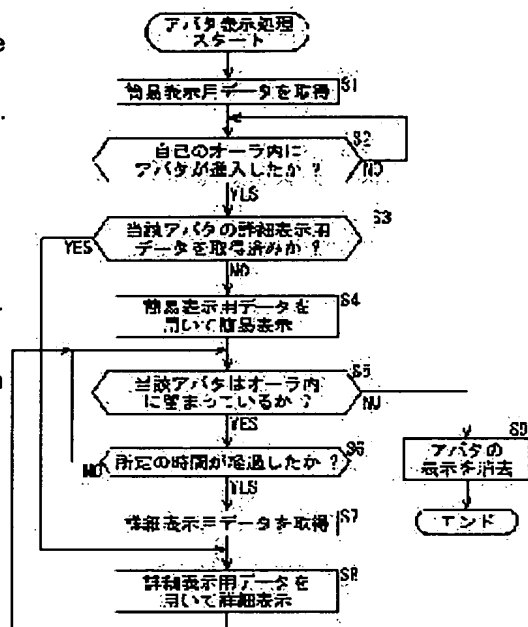 アバタ表示処理
スタート
簡易表示用データを取得
S1
自己のオーラ内に
アバタが進入したか?
S2
NO
YES
当該アバタの詳細表示用
データを取得済みか?
S3
YES
NO
簡易表示用データを
用いて簡易表示
S4
当該アバタはオーラ内
に留まっているか?
S5
NO
YES
所定の時間が経過したか?
S6
NO
YES
アバタの
表示を消去
S9
エンド
詳細表示用データを取得
S7
詳細表示用データを
用いて詳細表示
S8